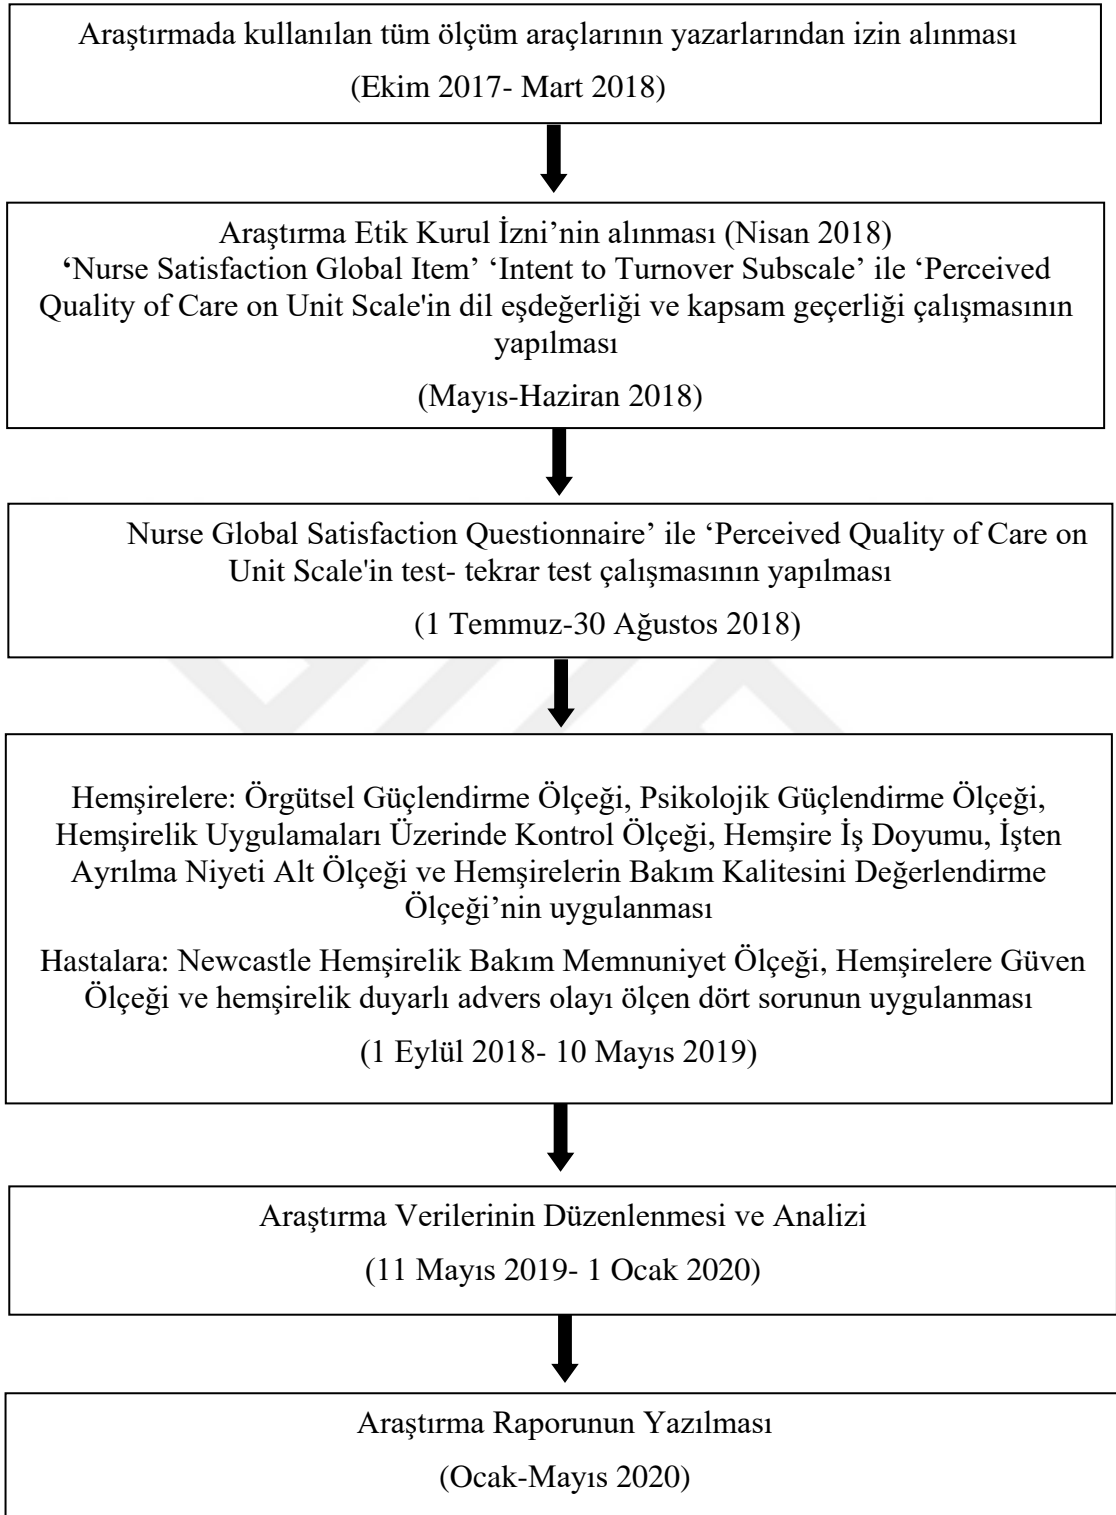 Araştırmada kullanılan tüm ölçüm araçlarının yazarlarından izin alınması
(Ekim 2017- Mart 2018)
Araştırma Etik Kurul İzni’nin alınması (Nisan 2018)
‘Nurse Satisfaction Global Item’ ‘Intent to Turnover Subscale’ ile ‘Perceived
Quality of Care on Unit Scale'in dil eşdeğerliği ve kapsam geçerliği çalışmasının
yapılması
(Mayıs-Haziran 2018)
Nurse Global Satisfaction Questionnaire’ ile ‘Perceived Quality of Care on
Unit Scale'in test- tekrar test çalışmasının yapılması
(1 Temmuz-30 Ağustos 2018)
Hemşirelere: Örgütsel Güçlendirme Ölçeği, Psikolojik Güçlendirme Ölçeği,
Hemşirelik Uygulamaları Üzerinde Kontrol Ölçeği, Hemşire İş Doyumu, İşten
Ayrılma Niyeti Alt Ölçeği ve Hemşirelerin Bakım Kalitesini Değerlendirme
Ölçeği’nin uygulanması
Hastalara: Newcastle Hemşirelik Bakım Memnuniyet Ölçeği, Hemşirelere Güven
Ölçeği ve hemşirelik duyarlı advers olayı ölçen dört sorunun uygulanması
(1 Eylül 2018- 10 Mayıs 2019)
Araştırma Verilerinin Düzenlenmesi ve Analizi
(11 Mayıs 2019- 1 Ocak 2020)
Araştırma Raporunun Yazılması
(Ocak-Mayıs 2020)